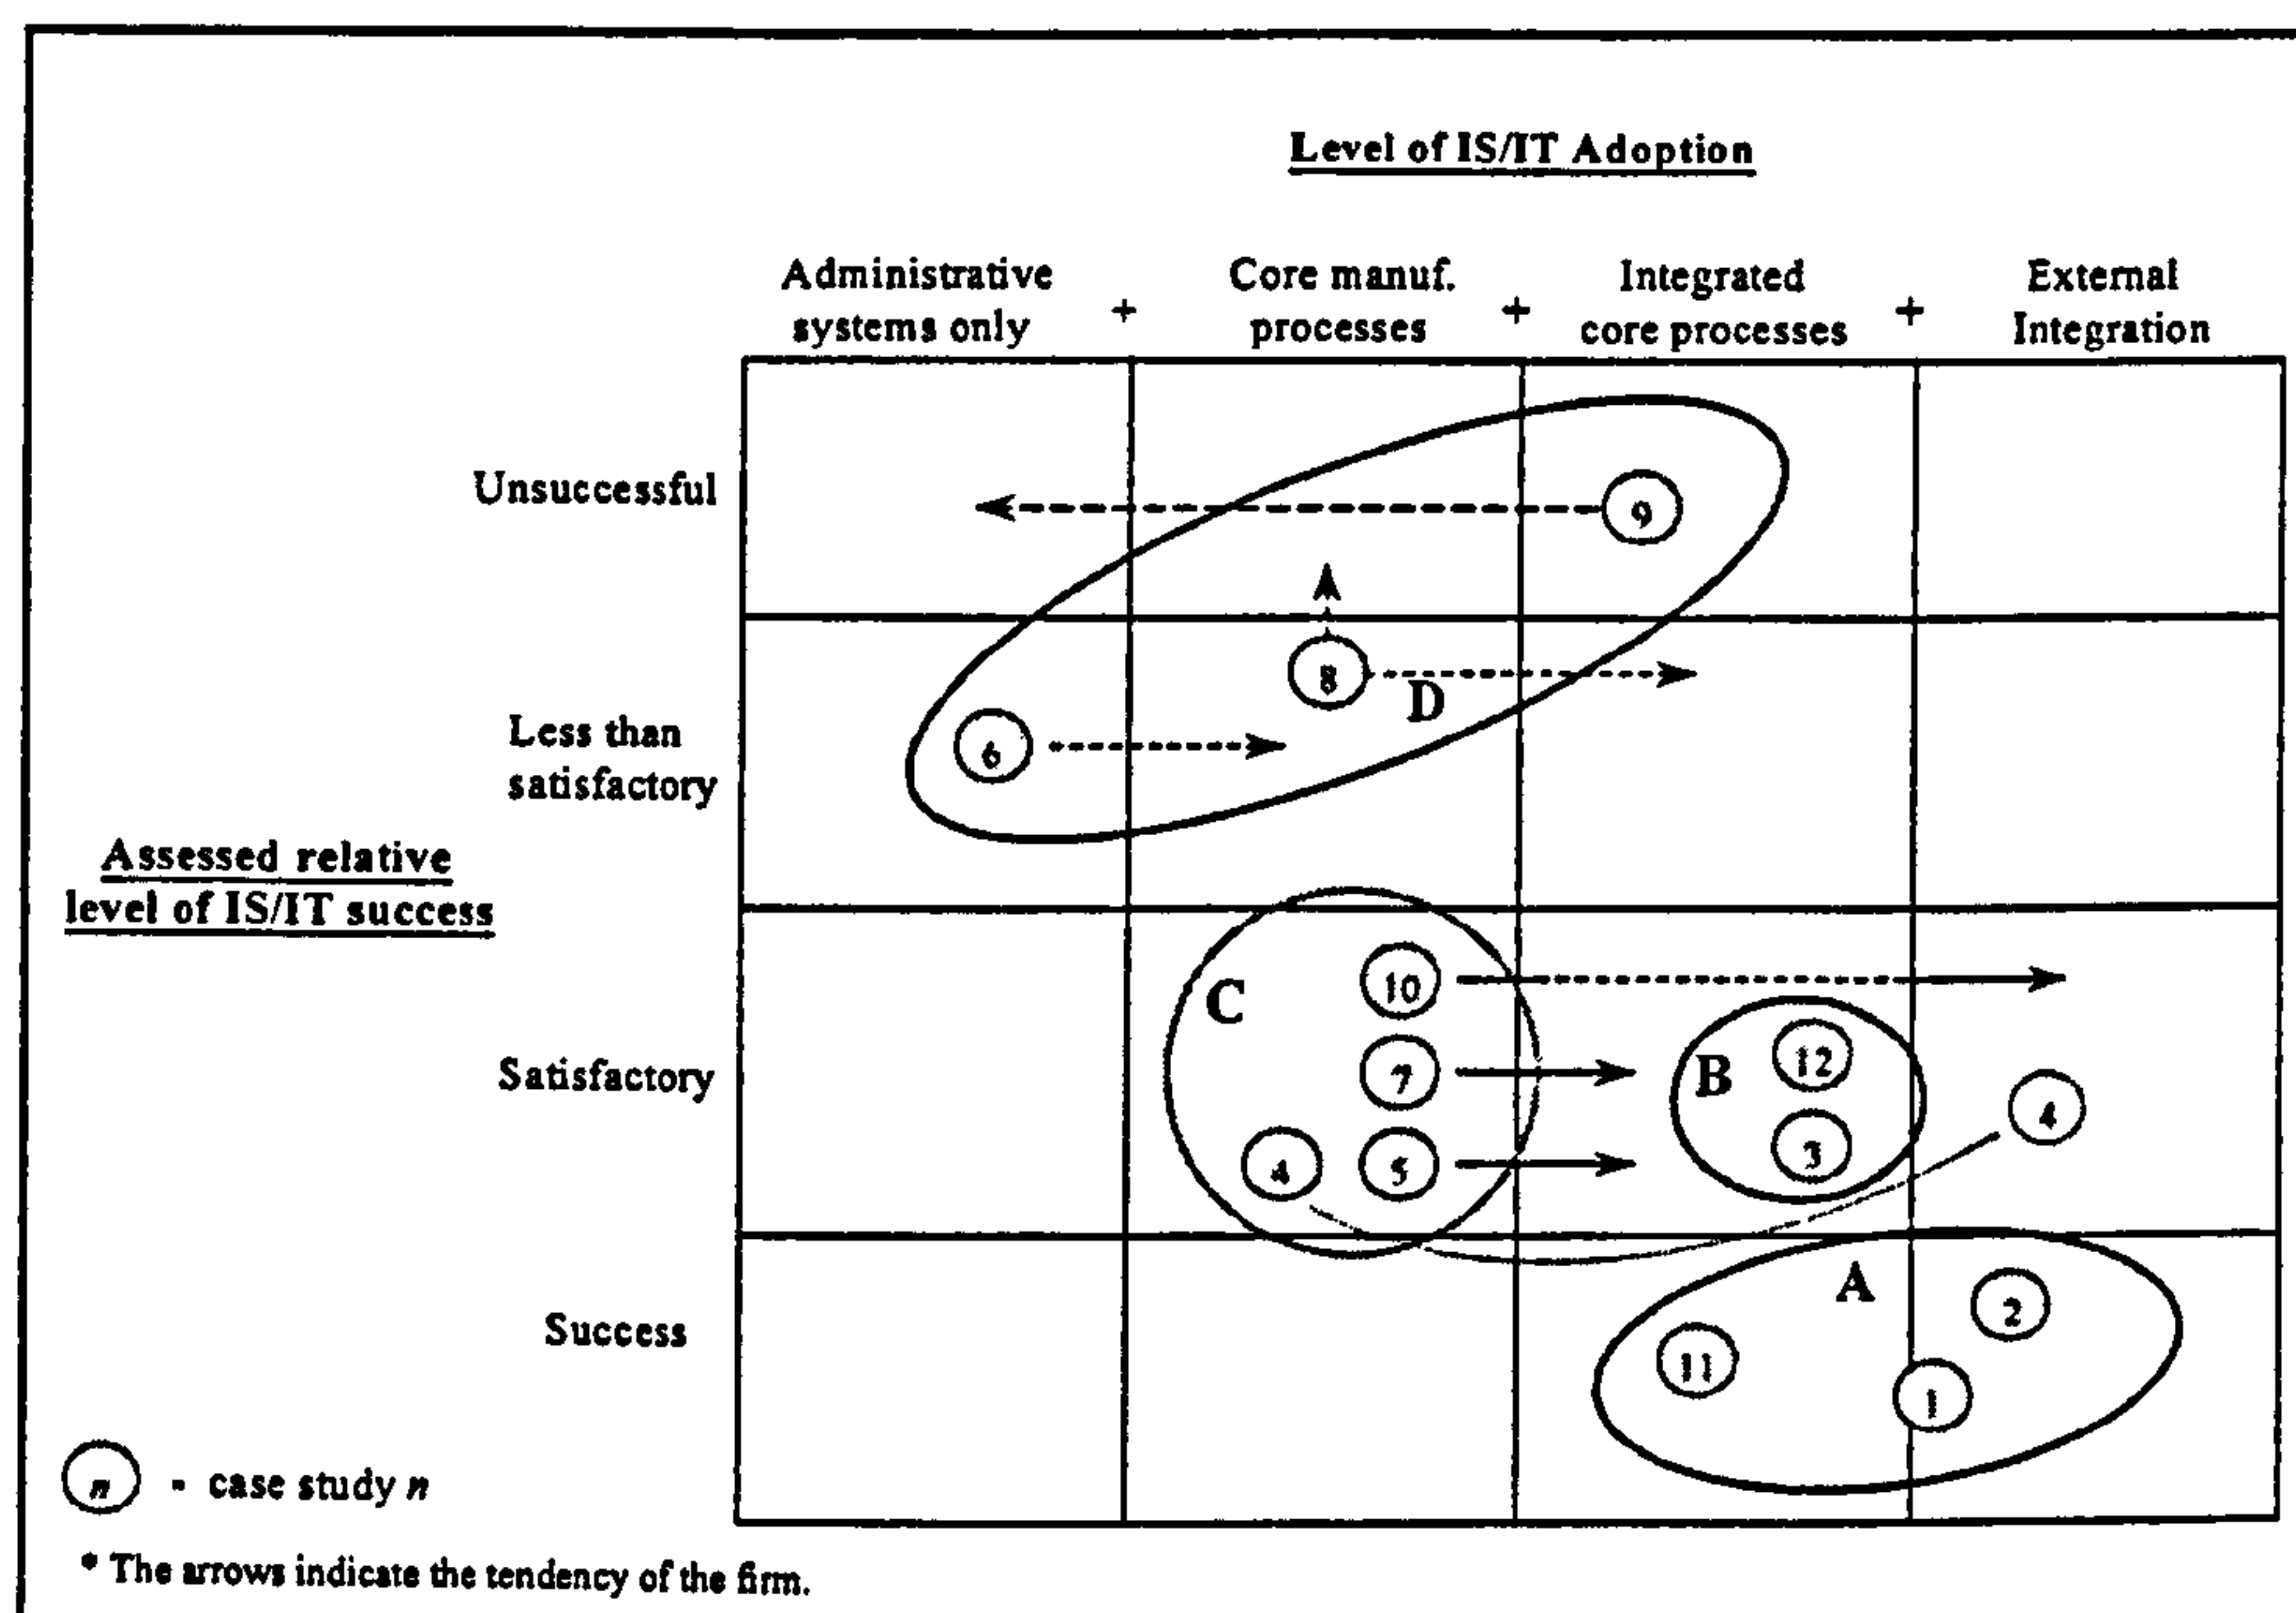 Level of IS/IT Adoption
Administrative
systems only
+
Core manuf.
processes
+
Integrated
core processes
+
External
Integration
Unsuccessful
9
8
D
Less than
satisfactory
6
Assessed relative
level of IS/IT success
C
10
B
12
Satisfactory
7
4
4
5
3
A
2
Success
11
1
n - case study n
* The arrows indicate the tendency of the firm.